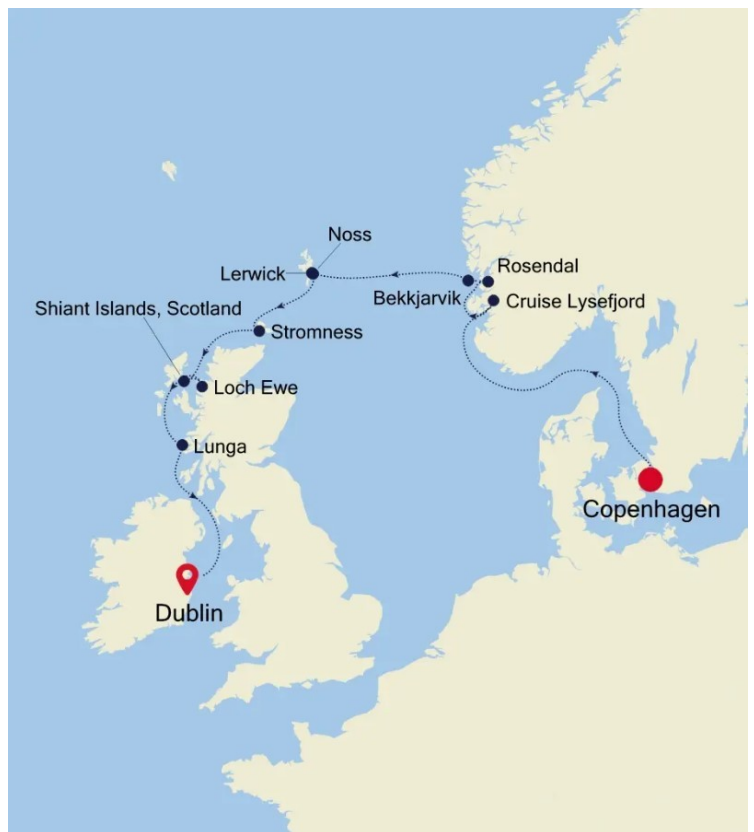 Noss
Lerwick
Rosendal
Bekkjarvik
Cruise Lysefjord
Shiant Islands, Scotland
Stromness
Loch Ewe
Lunga
Copenhagen
Dublin